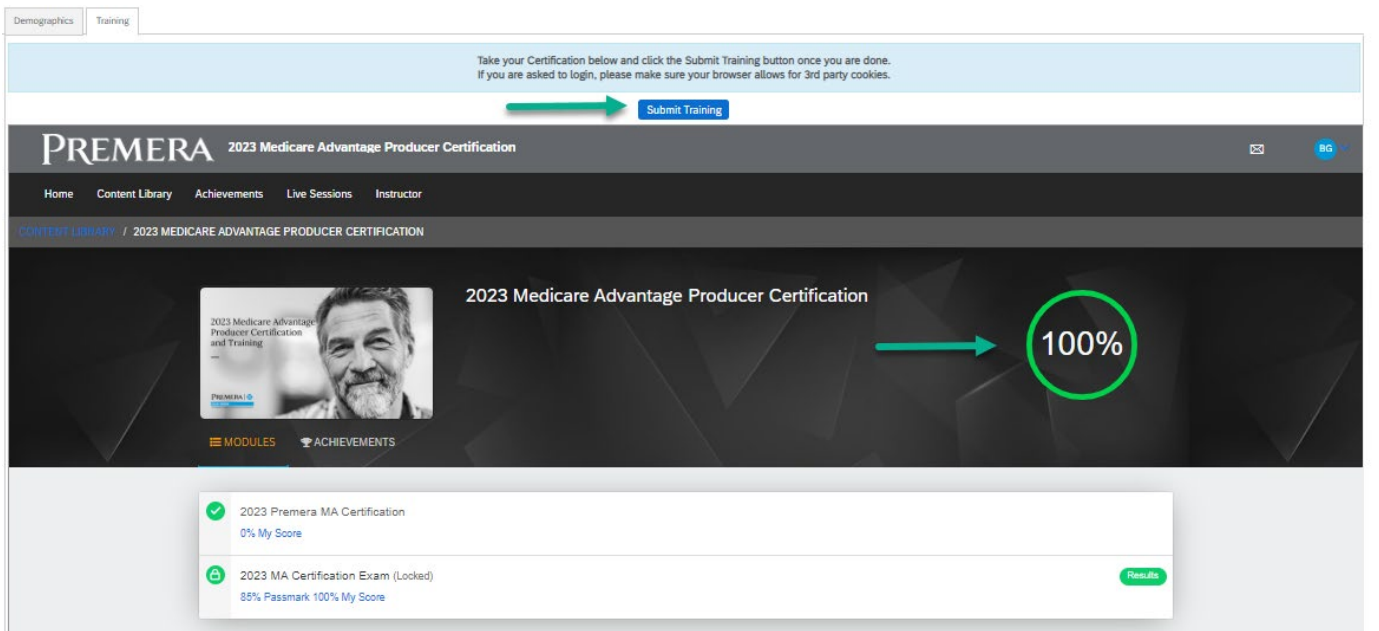 Demographics Training
Take your Certification below and click the Submit Training button once you are done.
If you are asked to login, please make sure your browser allows for 3rd party cookies.
Submit Training
PREMERA 2023 Medicare Advantage Producer Certification BG
Home Content Library Achievements Live Sessions Instructor
CONTENT LIBRARY / 2023 MEDICARE ADVANTAGE PRODUCER CERTIFICATION
2023 Medicare Advantage Producer Certification
2023 Medicare Advantage
Producer Certification
and Training
PREMERA
100%
MODULES ACHIEVEMENTS
2023 Premera MA Certification
0% My Score
2023 MA Certification Exam (Locked)
Results
85% Passmark 100% My Score